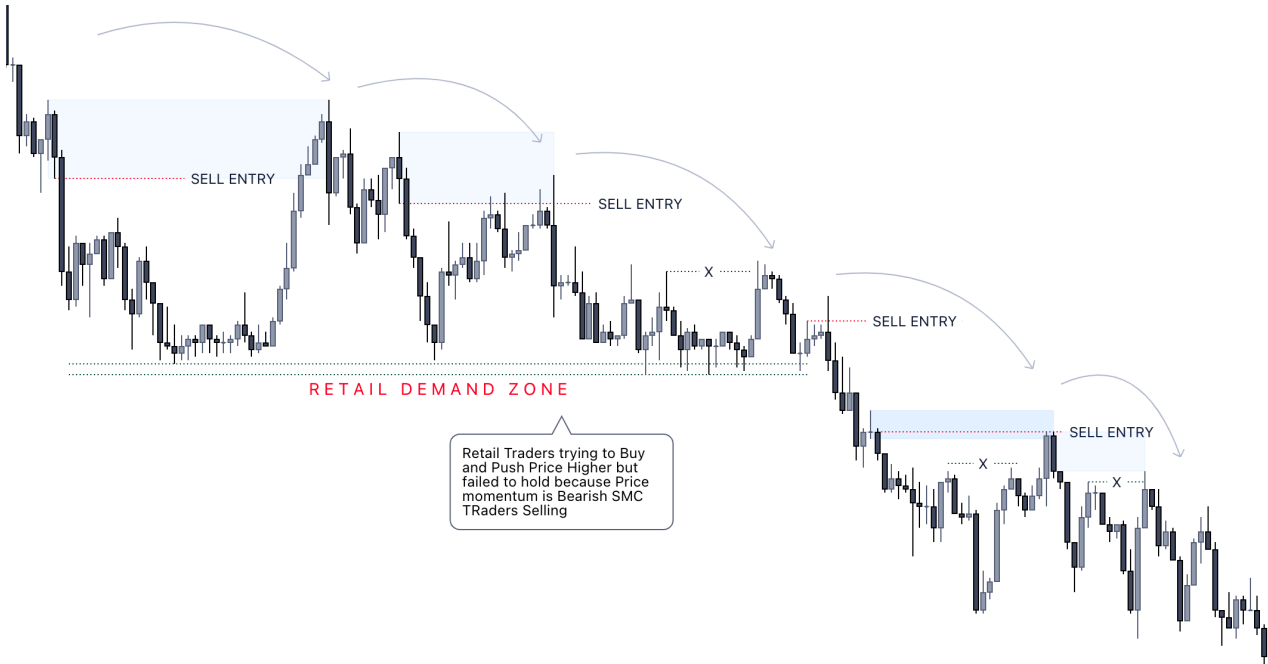 SELL ENTRY
SELL ENTRY
X
SELL ENTRY
RETAIL DEMAND ZONE
SELL ENTRY
Retail Traders trying to Buy
and Push Price Higher but
failed to hold because Price
momentum is Bearish SMC
TRaders Selling
X
X